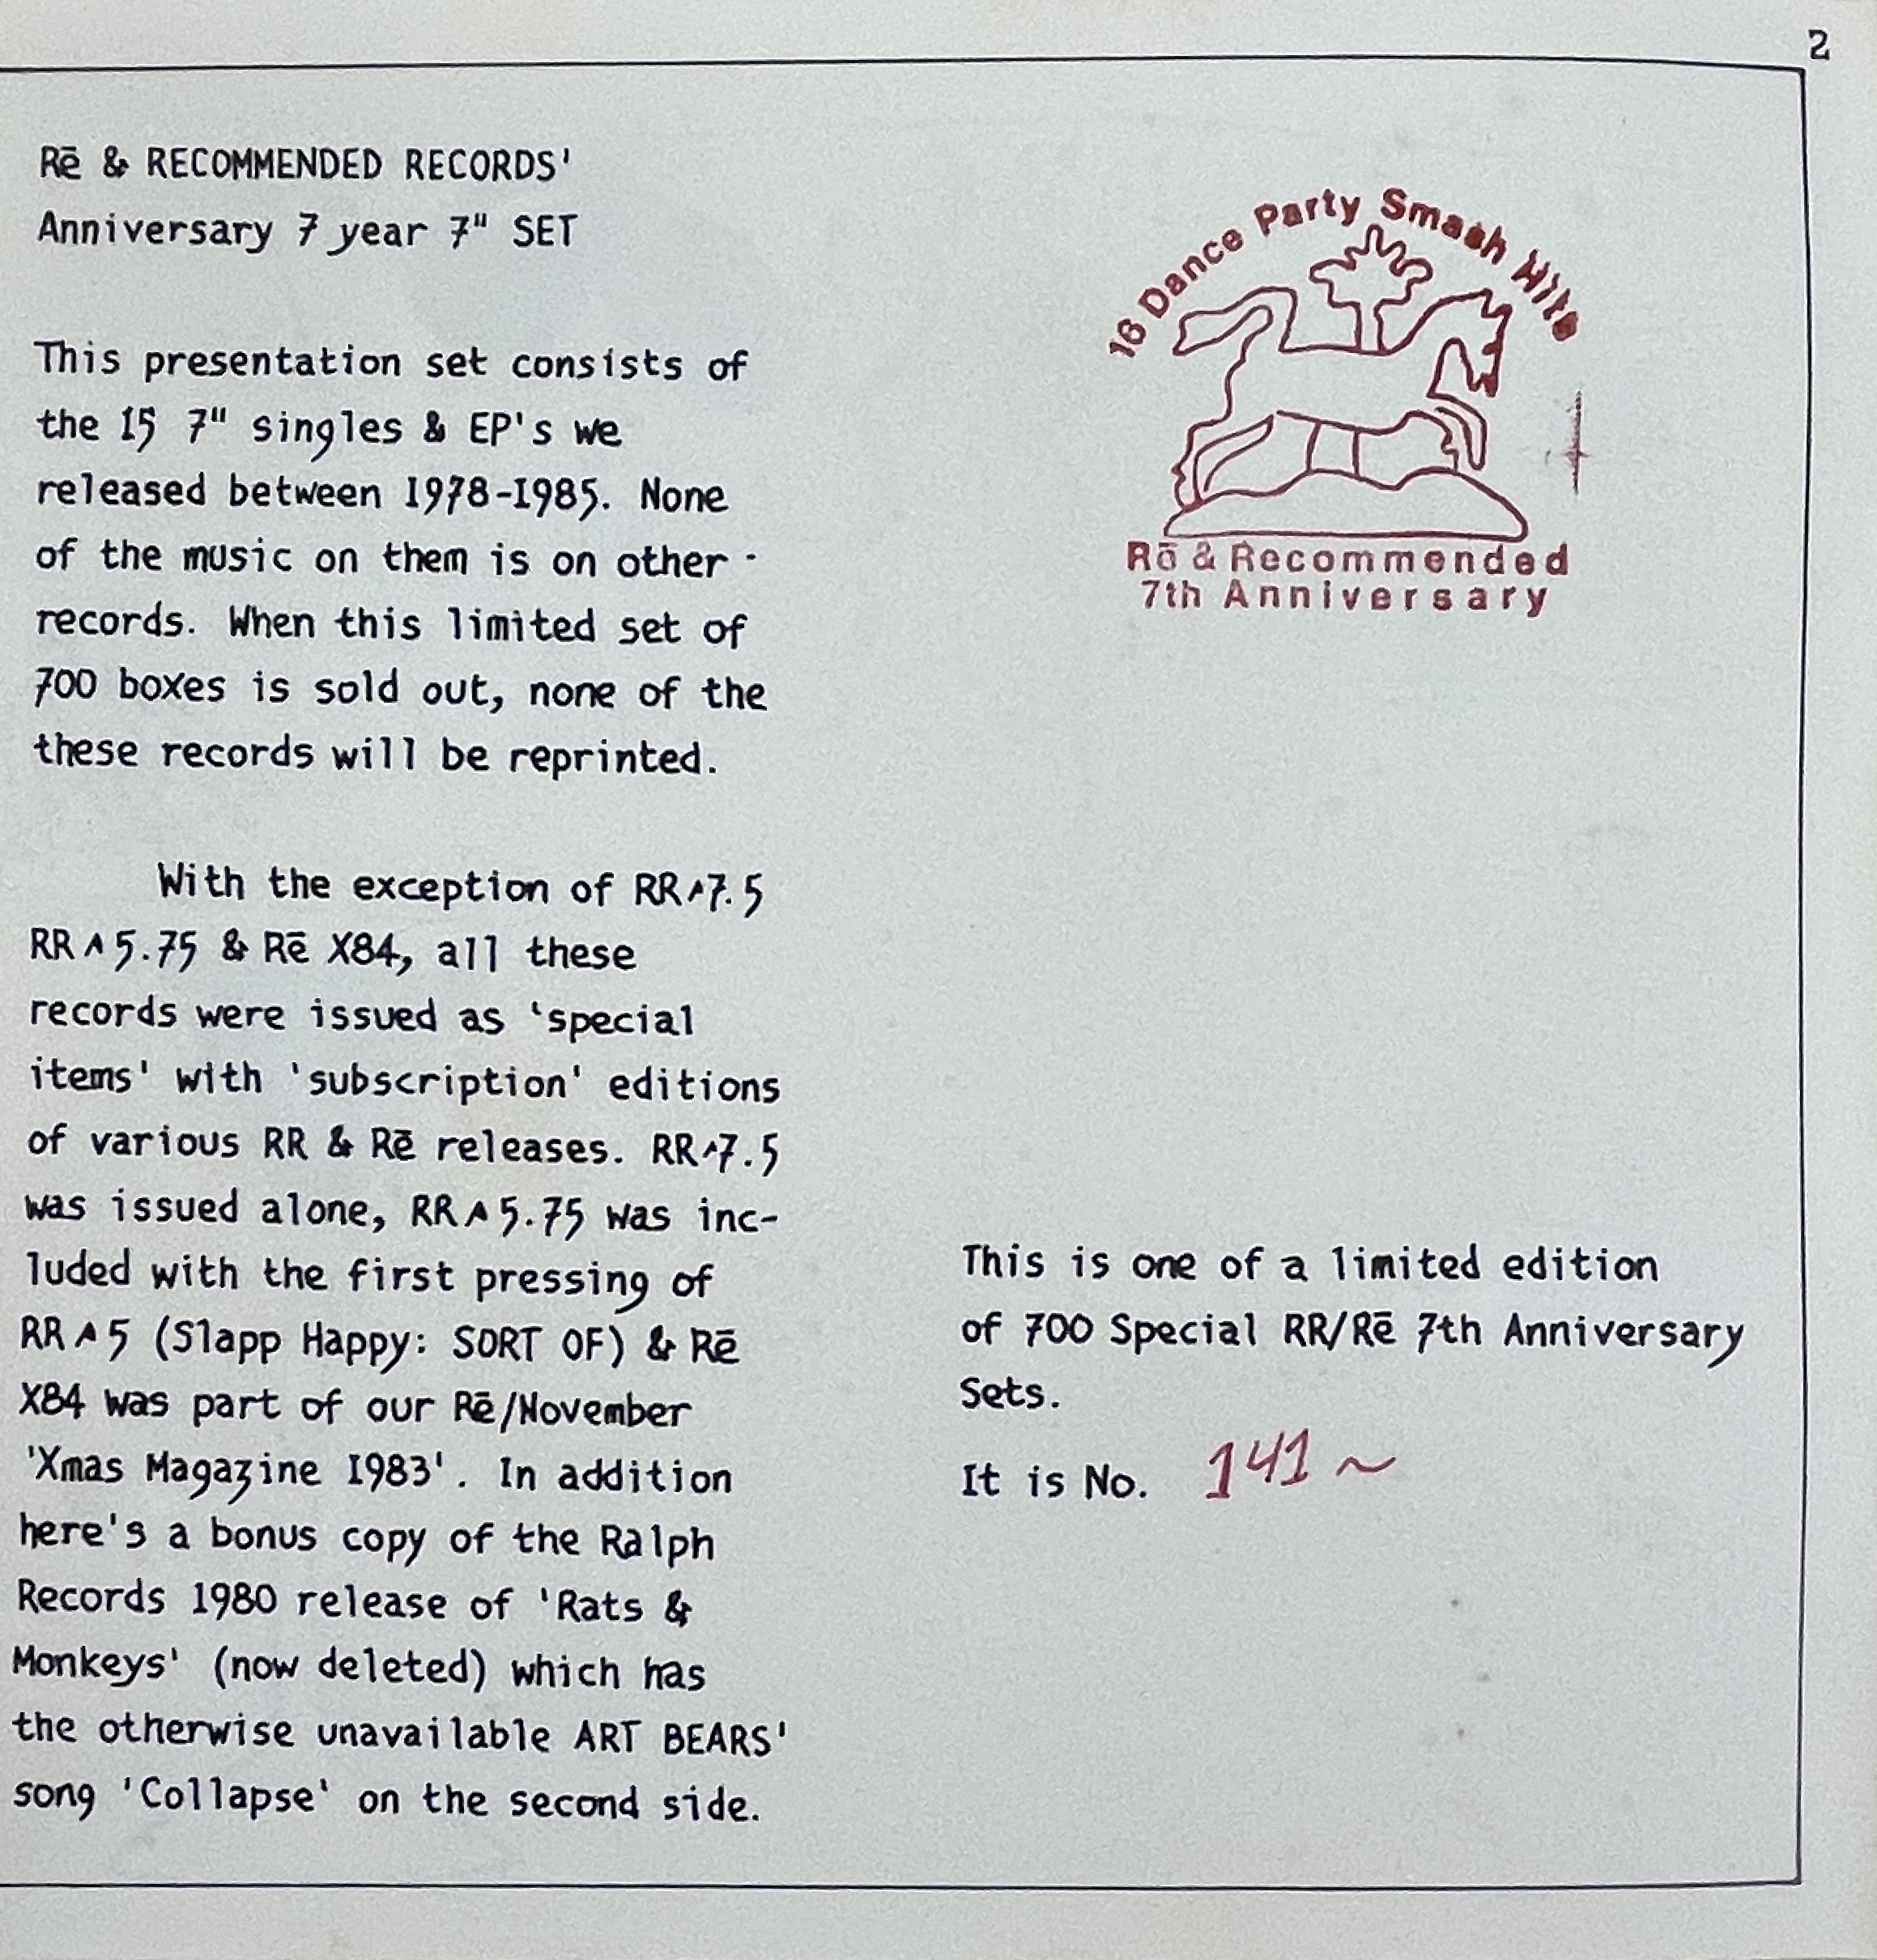 2
Rē & RECOMMENDED RECORDS'
Anniversary 7 year 7" SET
This presentation set consists of
the 15 7" singles & EP's we
released between 1978-1985. None
of the music on them is on other -
records. When this limited set of
700 boxes is sold out, none of the
these records will be reprinted.
With the exception of RR^7.5
RR^5.75 & Rē X84, all these
records were issued as 'special
items' with 'subscription' editions
of various RR & Rē releases. RR^7.5
was issued alone, RR^5.75 was inc-
luded with the first pressing of
RR^5 (Slapp Happy: SORT OF) & Rē
X84 was part of our Rē/November
'Xmas Magazine 1983'. In addition
here's a bonus copy of the Ralph
Records 1980 release of 'Rats &
Monkeys' (now deleted) which has
the otherwise unavailable ART BEARS'
song 'Collapse' on the second side.
16 Dance Party Smash Hits
Rē & Recommended
7th Anniversary
This is one of a limited edition
of 700 Special RR/Rē 7th Anniversary
Sets.
It is No. 141 ~